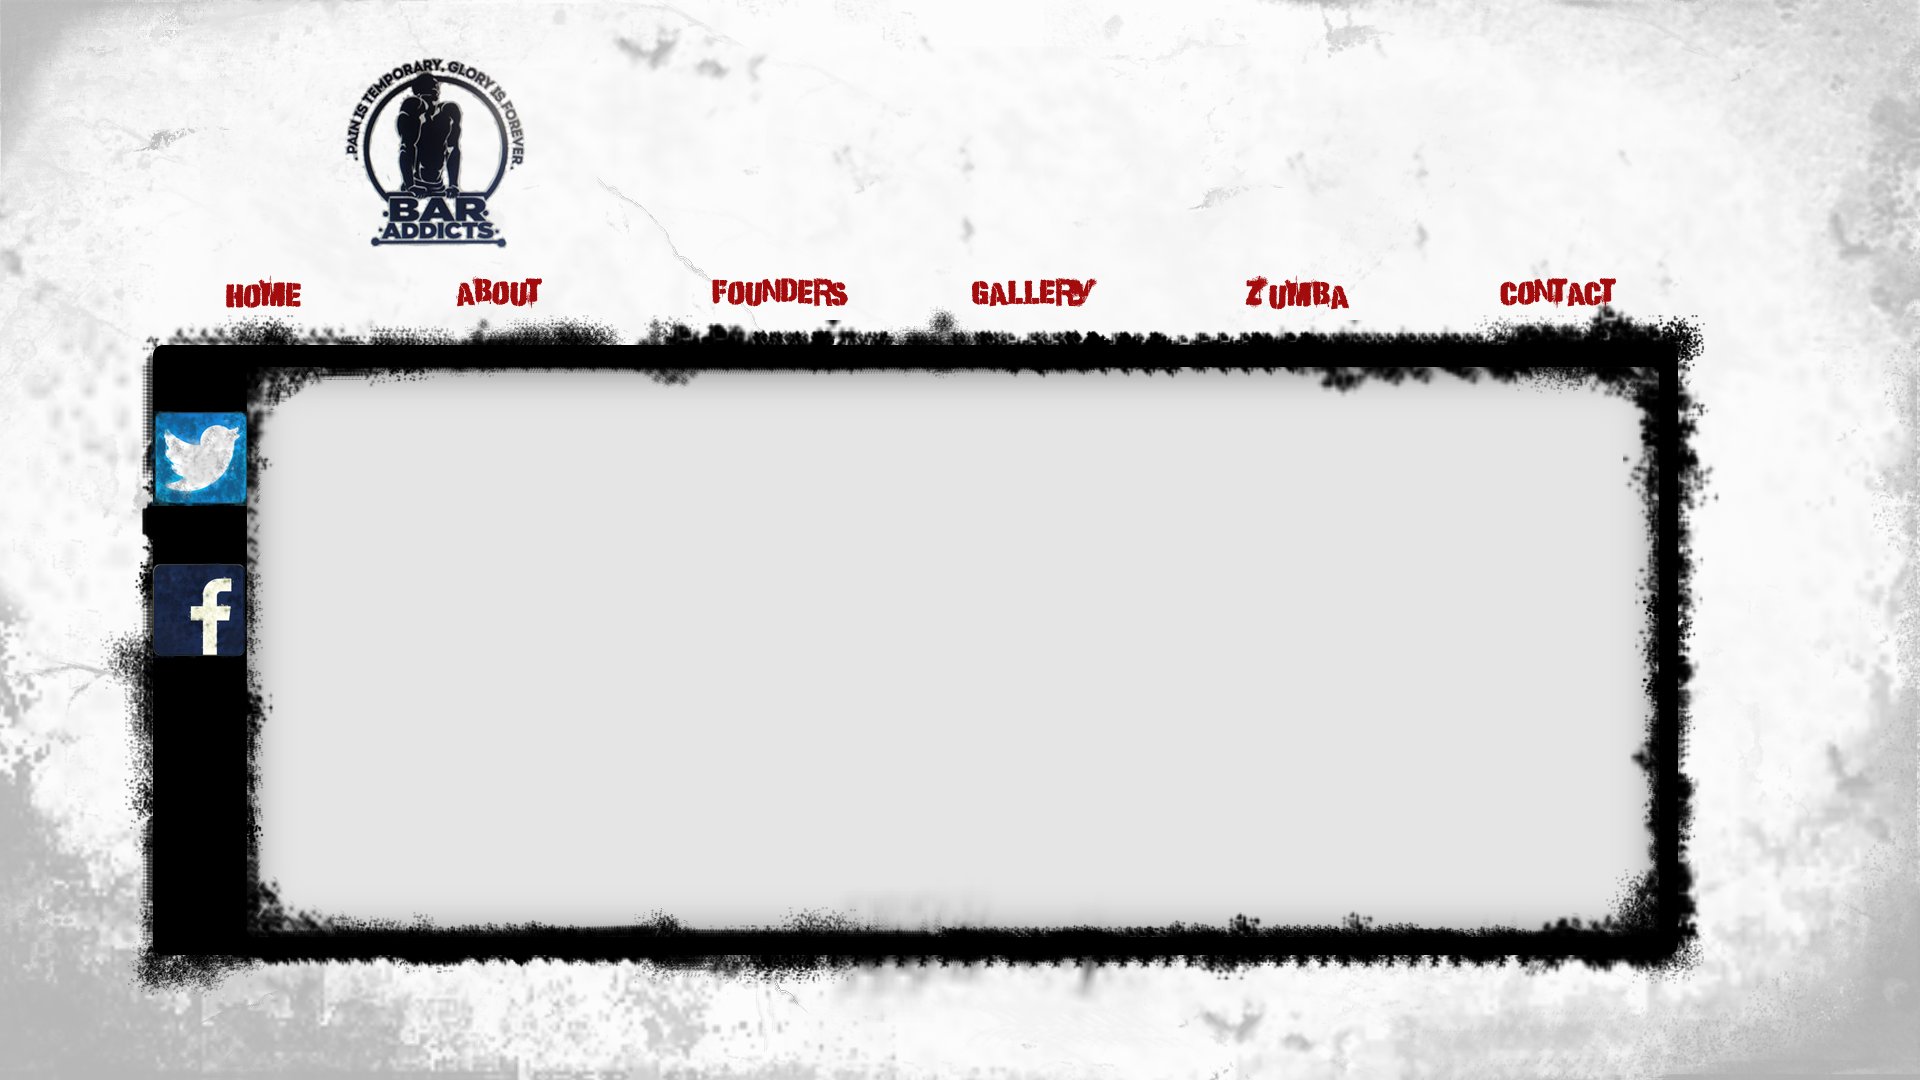 • PAIN IS TEMPORARY, GLORY IS FOREVER •
BAR
• ADDICTS •
HOME ABOUT FOUNDERS GALLERY ZUMBA CONTACT
f